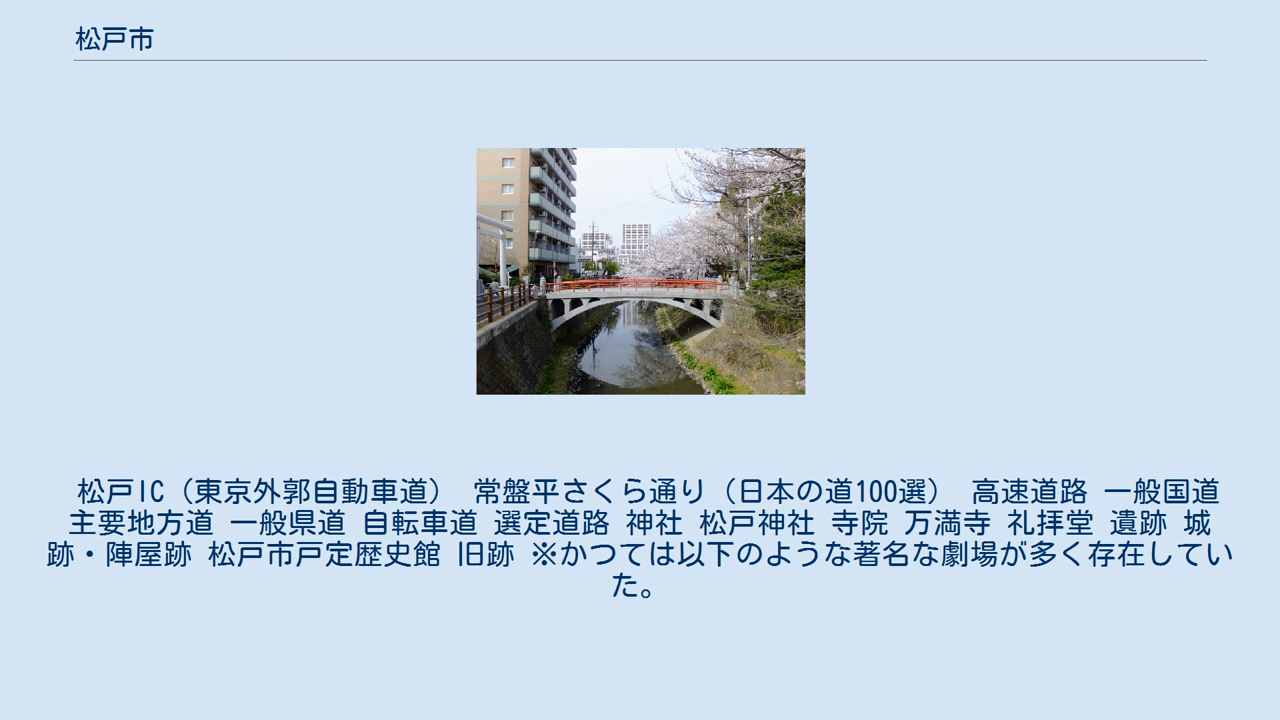 松戸市
松戸IC（東京外郭自動車道） 常盤平さくら通り（日本の道100選） 高速道路 一般国道
主要地方道 一般県道 自転車道 選定道路 神社 松戸神社 寺院 万満寺 礼拝堂 遺跡 城
跡・陣屋跡 松戸市戸定歴史館 旧跡 ※かつては以下のような著名な劇場が多く存在してい
た。